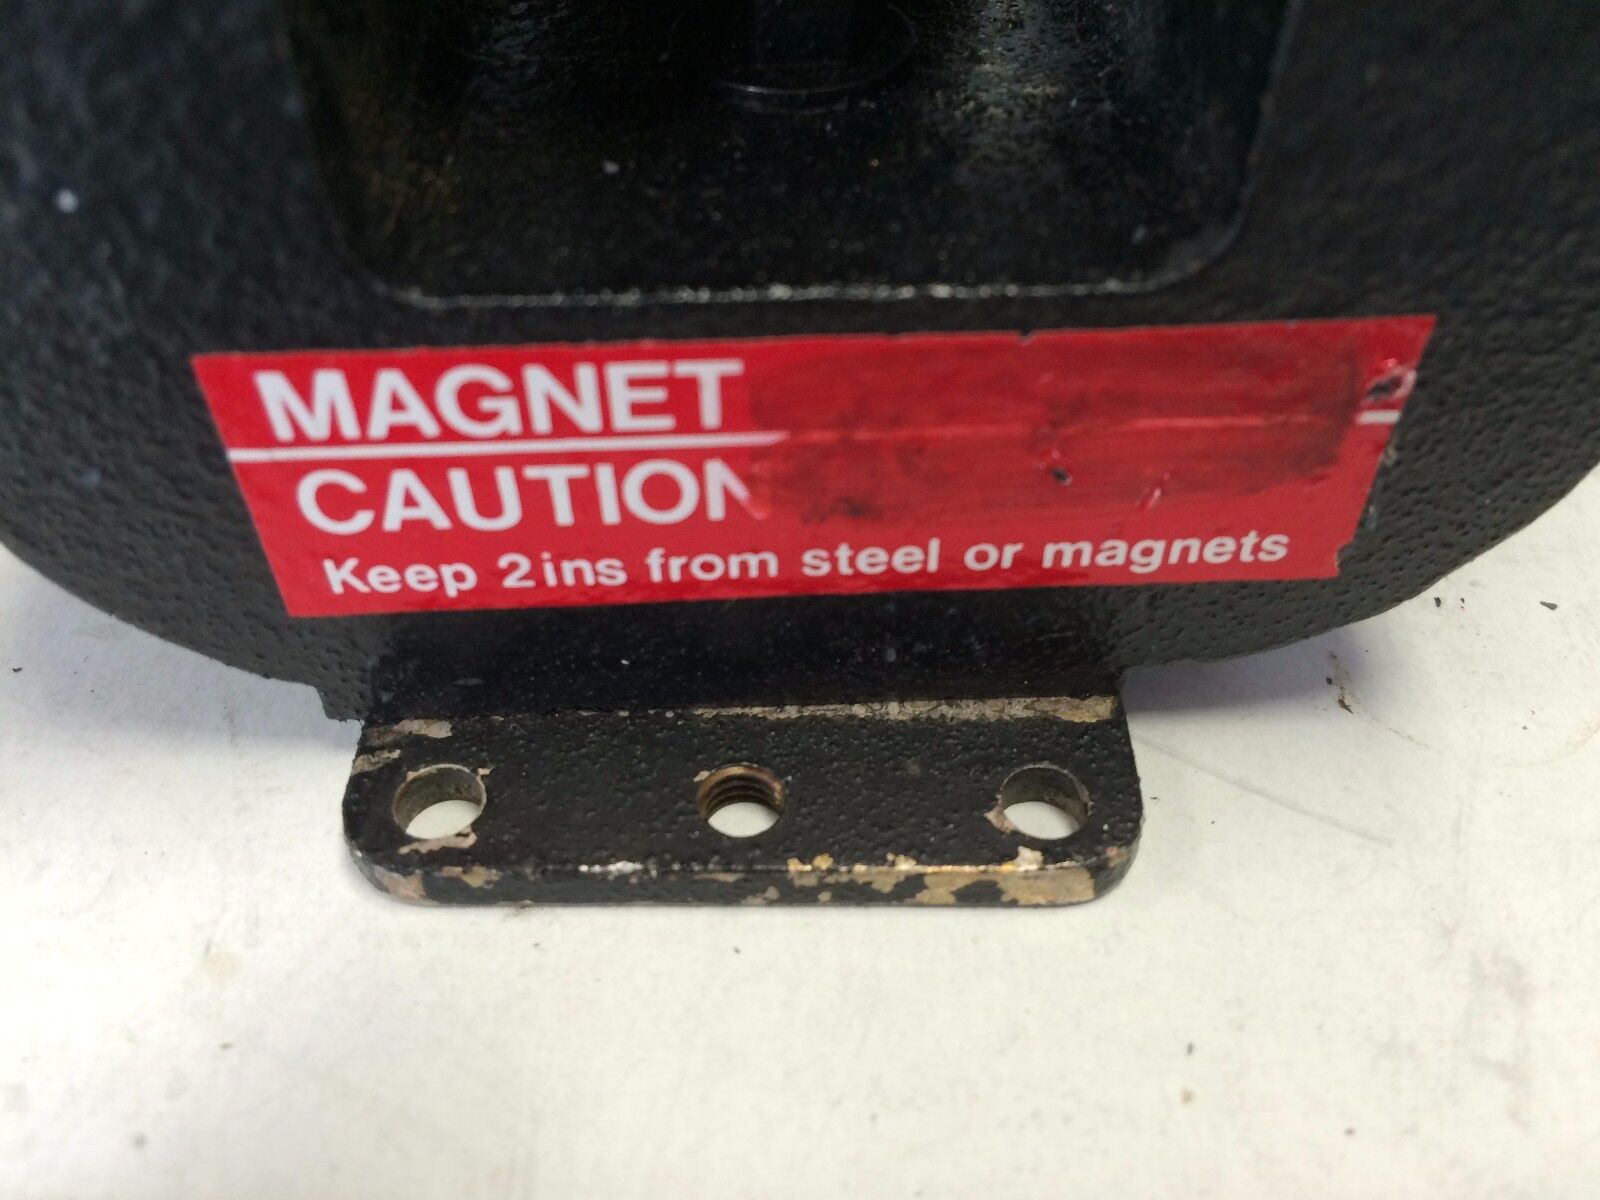 MAGNET
CAUTION
Keep 2ins from steel or magnets